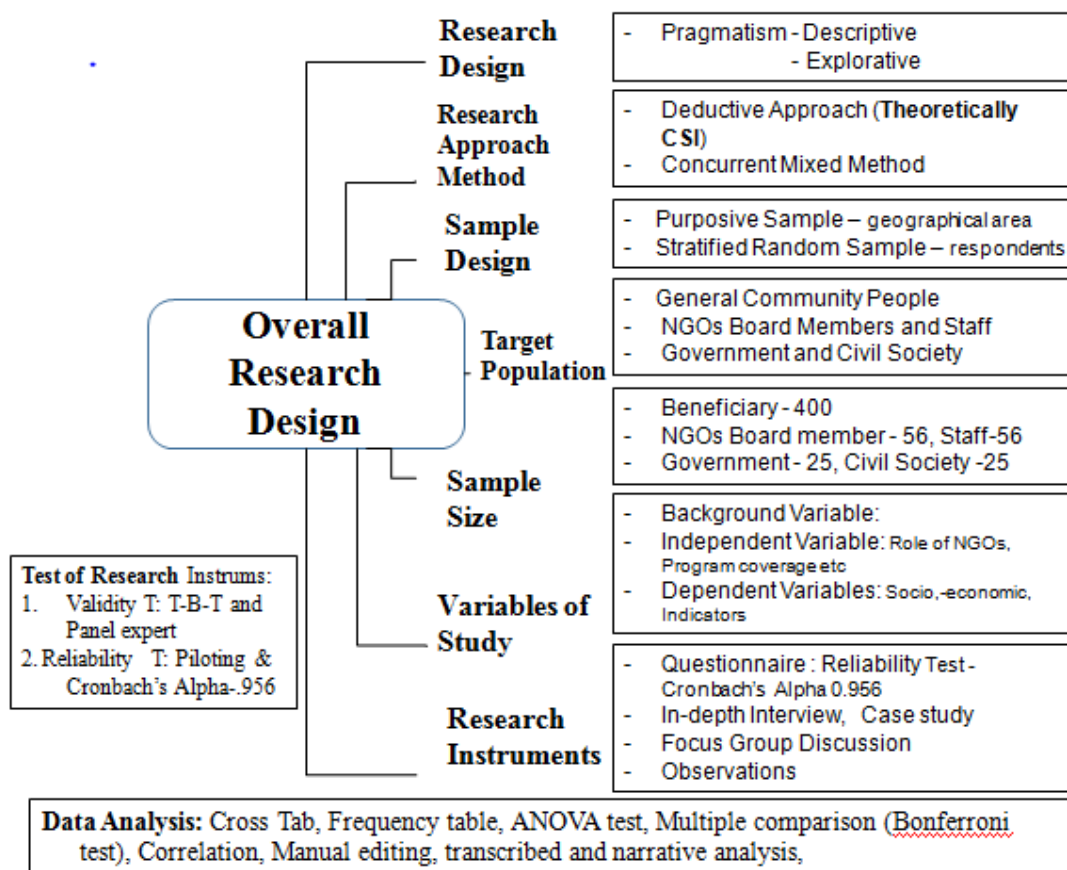 Research
Design
- Pragmatism - Descriptive
- Explorative
Research
Approach
Method
- Deductive Approach (Theoretically
CSI)
- Concurrent Mixed Method
Sample
Design
- Purposive Sample – geographical area
- Stratified Random Sample – respondents
Overall
Research
Design
Target
Population
- General Community People
- NGOs Board Members and Staff
- Government and Civil Society
Sample
Size
- Beneficiary - 400
- NGOs Board member - 56, Staff-56
- Government - 25, Civil Society -25
Variables of
Study
- Background Variable:
- Independent Variable: Role of NGOs,
Program coverage etc
- Dependent Variables: Socio,-economic,
Indicators
Research
Instruments
- Questionnaire : Reliability Test -
Cronbach's Alpha 0.956
- In-depth Interview, Case study
- Focus Group Discussion
- Observations
Test of Research Instrums:
1. Validity T: T-B-T and
Panel expert
2. Reliability T: Piloting &
Cronbach's Alpha-.956
Data Analysis: Cross Tab, Frequency table, ANOVA test, Multiple comparison (Bonferroni
test), Correlation, Manual editing, transcribed and narrative analysis,